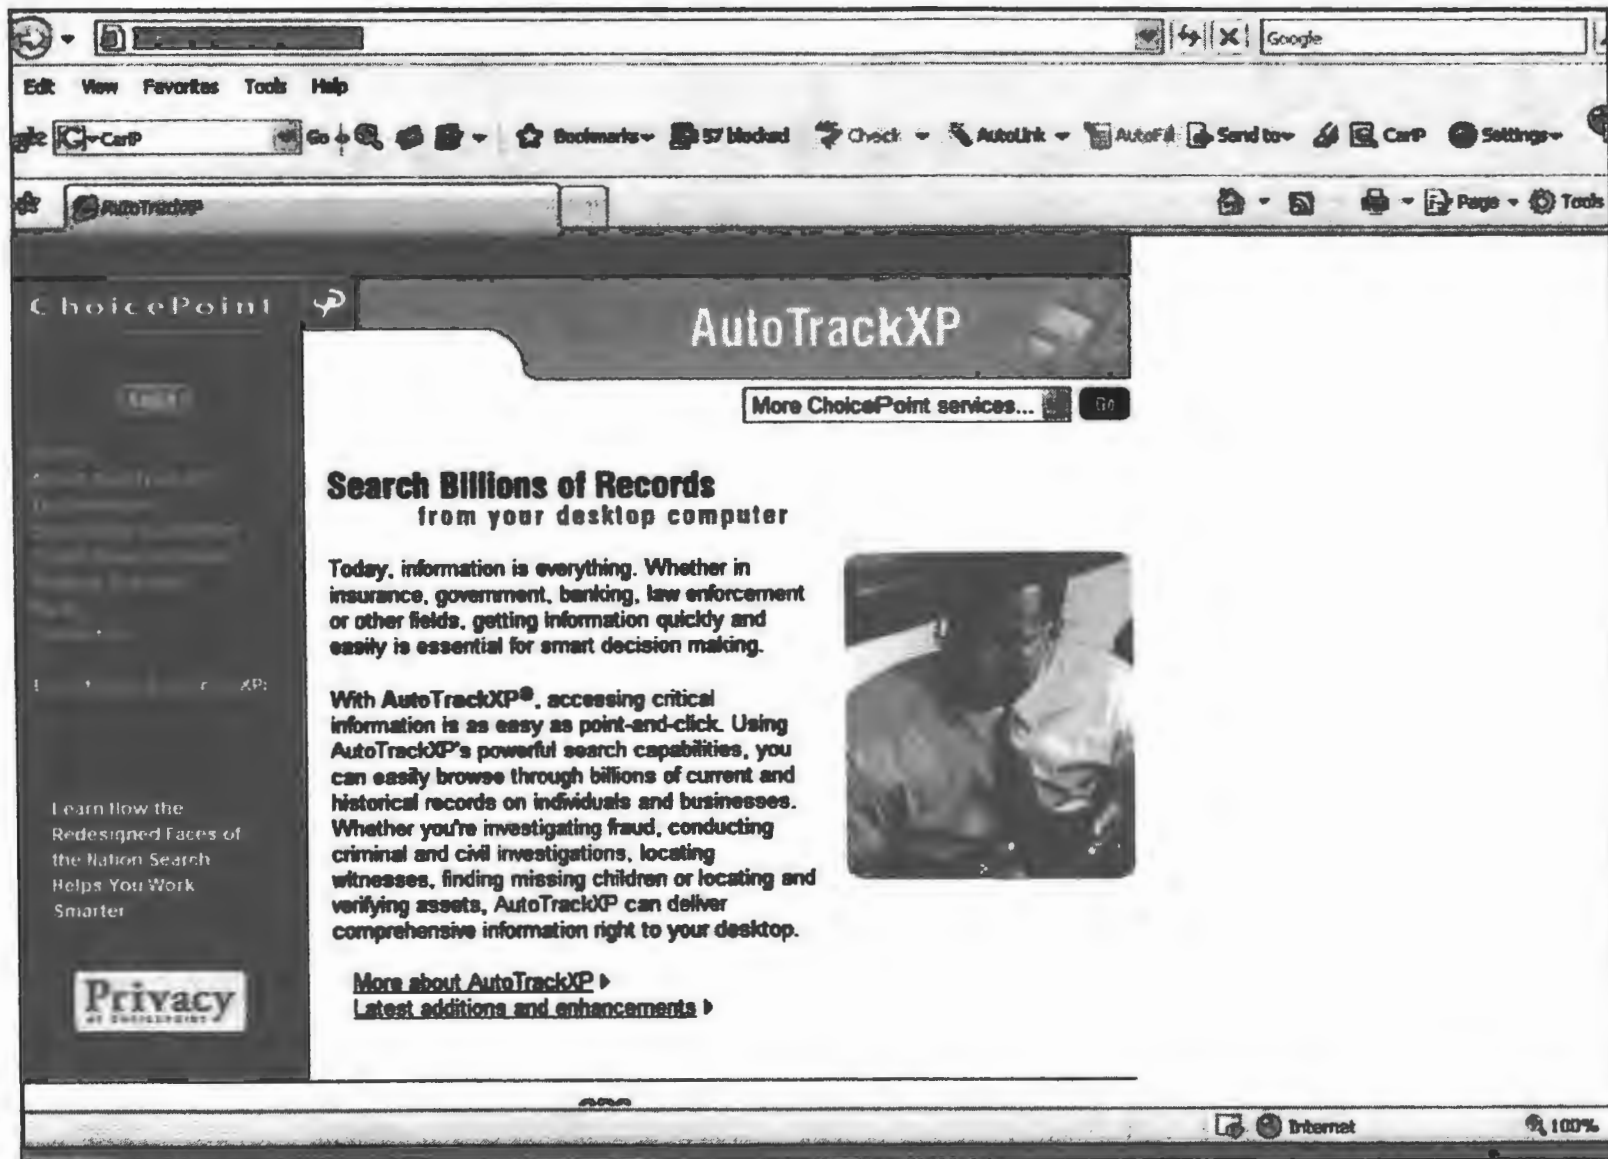 Google
Edit View Favorites Tools Help
CarlP Go Bookmarks 57 blocked Check AutoLink AutoFill Send to CarlP Settings
AutoTrackXP Page Tools
ChoicePoint
AutoTrackXP
More ChoicePoint services... Go
Search Billions of Records
from your desktop computer
Today, information is everything. Whether in
insurance, government, banking, law enforcement
or other fields, getting information quickly and
easily is essential for smart decision making.
With AutoTrackXP®, accessing critical
information is as easy as point-and-click. Using
AutoTrackXP's powerful search capabilities, you
can easily browse through billions of current and
historical records on individuals and businesses.
Whether you're investigating fraud, conducting
criminal and civil investigations, locating
witnesses, finding missing children or locating and
verifying assets, AutoTrackXP can deliver
comprehensive information right to your desktop.
More about AutoTrackXP
Latest additions and enhancements
Learn How the
Redesigned Faces of
the Nation Search
Helps You Work
Smarter
Privacy
AT CHOICEPOINT
Internet 100%